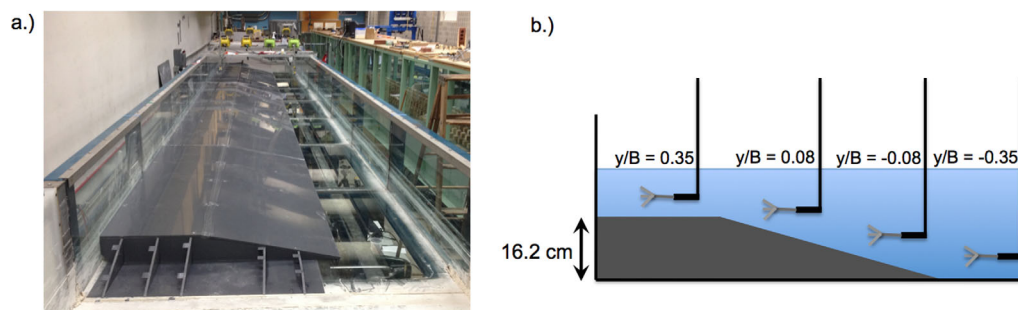 a.)
b.)
y/B = 0.35
y/B = 0.08
y/B = -0.08
y/B = -0.35
16.2 cm